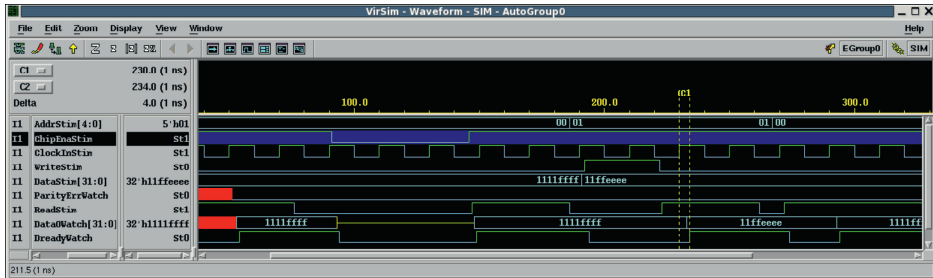 VirSim - Waveform - SIM - AutoGroup0
File Edit Zoom Display View Window Help
EGroup0 SIM
C1 230.0 (1 ns)
C2 234.0 (1 ns)
Delta 4.0 (1 ns)
C1
100.0 200.0 300.0
I1 AddrStim[4:0] 5'h01 00 01 01 00
I1 ChipEnaStim St1
I1 ClockInStim St1
I1 WriteStim St0
I1 DataStim[31:0] 32'h11ffeeee 1111ffff 11ffeeee
I1 ParityErrWatch St0
I1 ReadStim St1
I1 DataOWatch[31:0] 32'h1111ffff 1111ffff 1111ffff 11ffeeee 1111ff
I1 DreadyWatch St0
211.5 (1 ns)